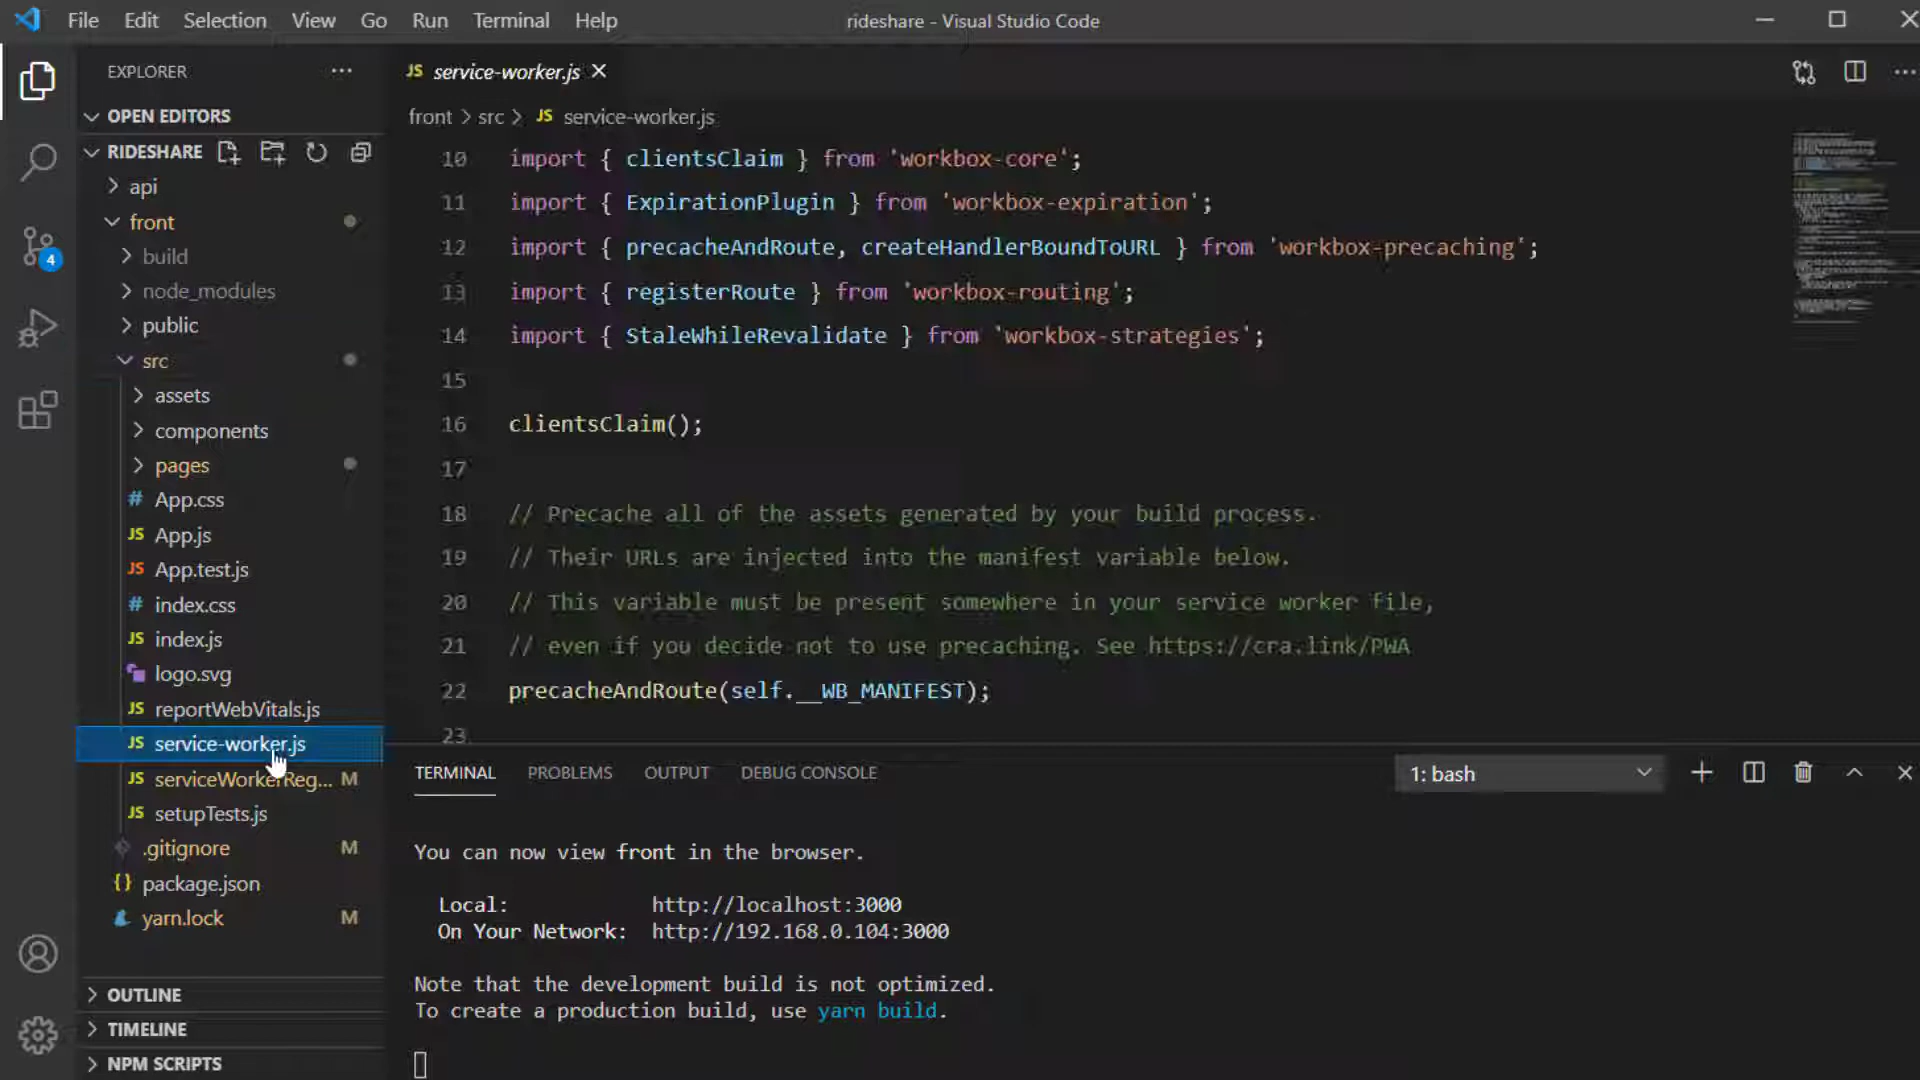 File Edit Selection View Go Run Terminal Help
rideshare - Visual Studio Code
EXPLORER
OPEN EDITORS
RIDESHARE
api
front
build
node_modules
public
src
assets
components
pages
# App.css
JS App.js
JS App.test.js
# index.css
JS index.js
logo.svg
JS reportWebVitals.js
JS service-worker.js
JS serviceWorkerReg... M
JS setupTests.js
.gitignore M
{} package.json
yarn.lock M
OUTLINE
TIMELINE
NPM SCRIPTS
4
JS service-worker.js
front > src > JS service-worker.js
10 import { clientsClaim } from 'workbox-core';
11 import { ExpirationPlugin } from 'workbox-expiration';
12 import { precacheAndRoute, createHandlerBoundToURL } from 'workbox-precaching';
13 import { registerRoute } from 'workbox-routing';
14 import { StaleWhileRevalidate } from 'workbox-strategies';
15
16 clientsClaim();
17
18 // Precache all of the assets generated by your build process.
19 // Their URLs are injected into the manifest variable below.
20 // This variable must be present somewhere in your service worker file,
21 // even if you decide not to use precaching. See https://cra.link/PWA
22 precacheAndRoute(self.__WB_MANIFEST);
23
TERMINAL PROBLEMS OUTPUT DEBUG CONSOLE
1: bash
You can now view front in the browser.
Local: http://localhost:3000
On Your Network: http://192.168.0.104:3000
Note that the development build is not optimized.
To create a production build, use yarn build.